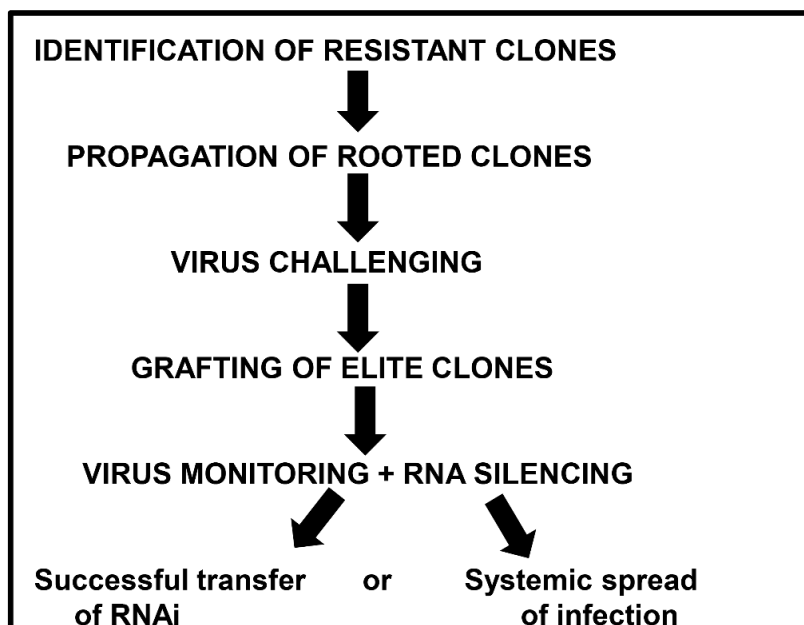 IDENTIFICATION OF RESISTANT CLONES
PROPAGATION OF ROOTED CLONES
VIRUS CHALLENGING
GRAFTING OF ELITE CLONES
VIRUS MONITORING + RNA SILENCING
Successful transfer or Systemic spread
of RNAi of infection